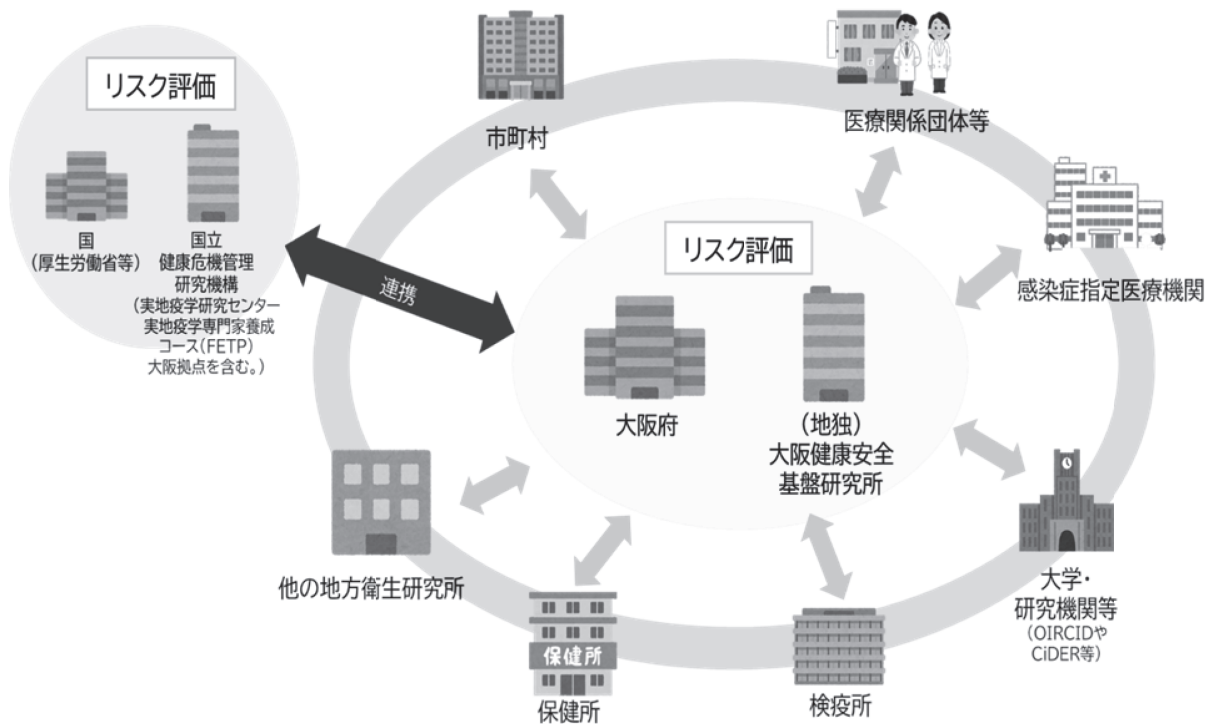 リスク評価
国
(厚生労働省等)
国立
健康危機管理
研究機構
(実地疫学研究センター
実地疫学専門家養成
コース(FETP)
大阪拠点を含む。)
連携
市町村
医療関係団体等
感染症指定医療機関
リスク評価
大阪府
(地独)
大阪健康安全
基盤研究所
他の地方衛生研究所
保健所
保健所
検疫所
大学・
研究機関等
(OIRCIDや
CiDER等)